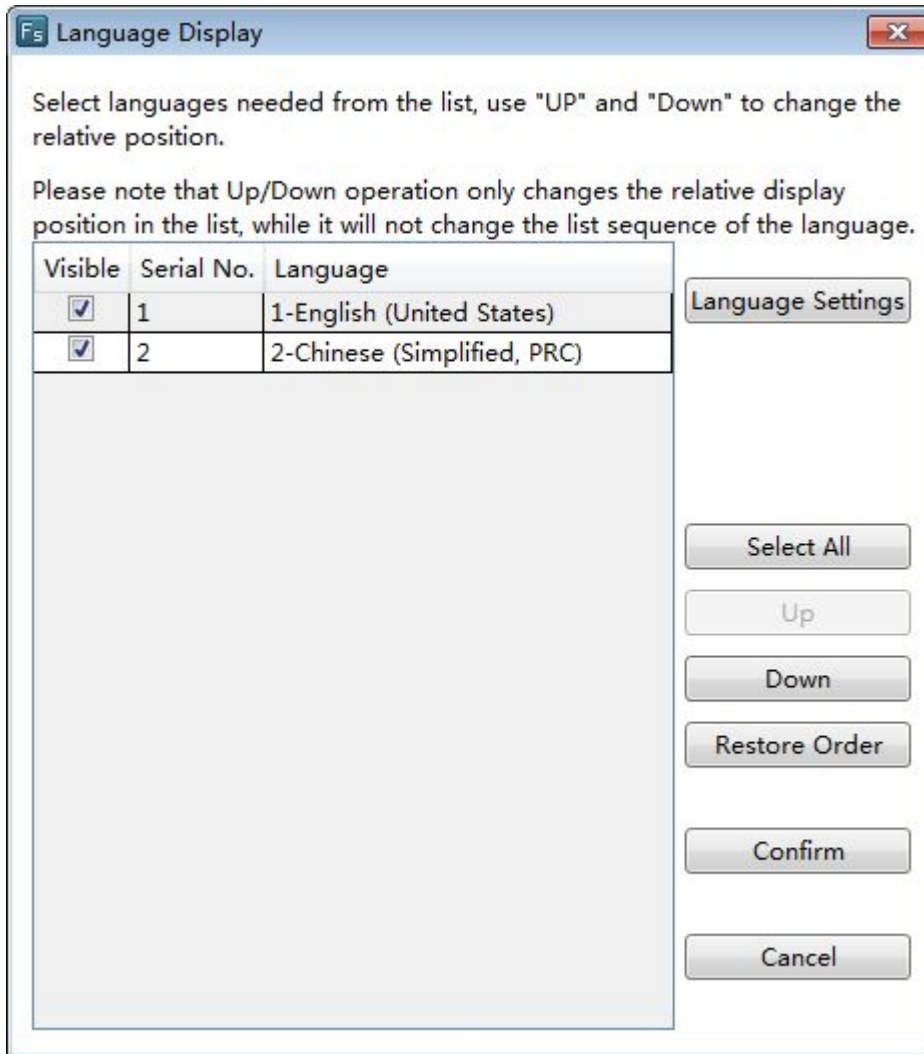 Fs Language Display
Select languages needed from the list, use "UP" and "Down" to change the
relative position.
Please note that Up/Down operation only changes the relative display
position in the list, while it will not change the list sequence of the language.
Visible Serial No. Language
1 1-English (United States)
2 2-Chinese (Simplified, PRC)
Language Settings
Select All
Up
Down
Restore Order
Confirm
Cancel